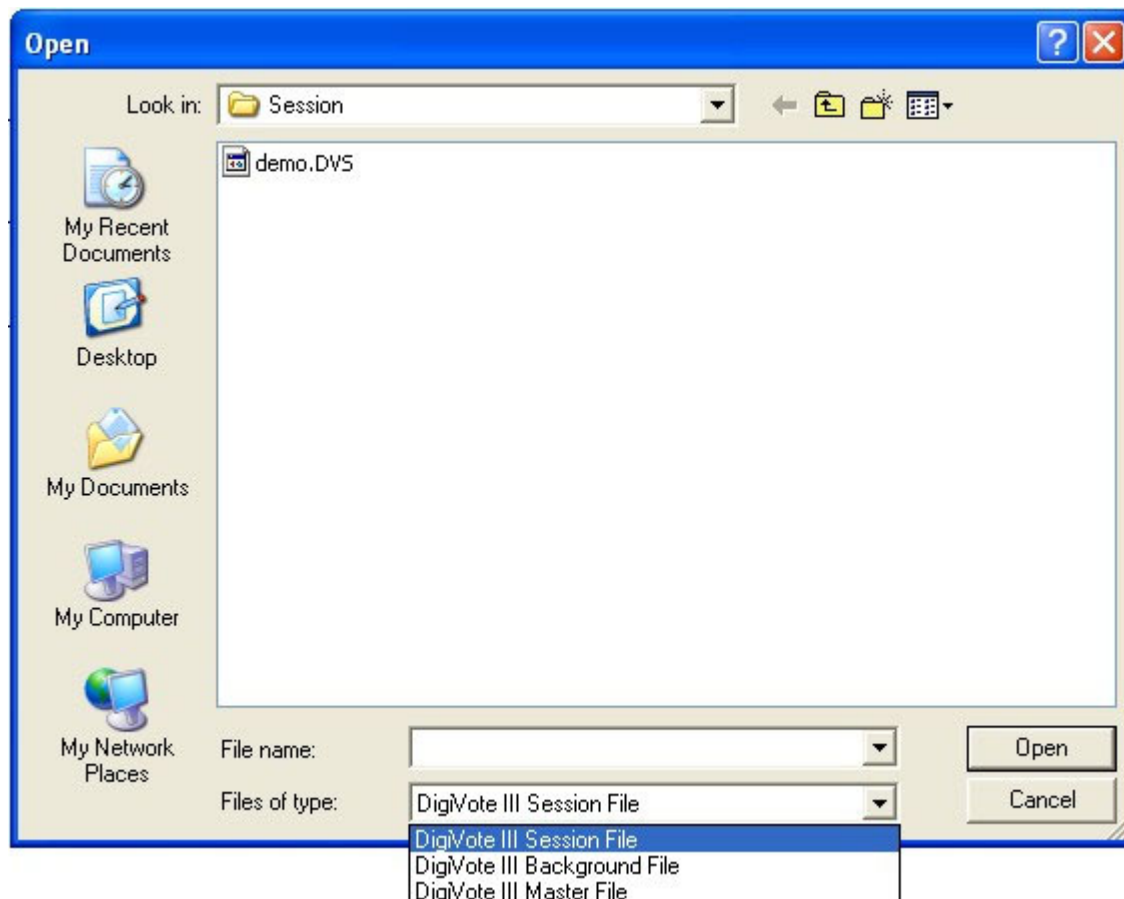 Open
Look in:
Session
demo.DVS
My Recent
Documents
Desktop
My Documents
My Computer
My Network
Places
File name:
Open
Files of type:
DigiVote III Session File
Cancel
DigiVote III Session File
DigiVote III Background File
DigiVote III Master File